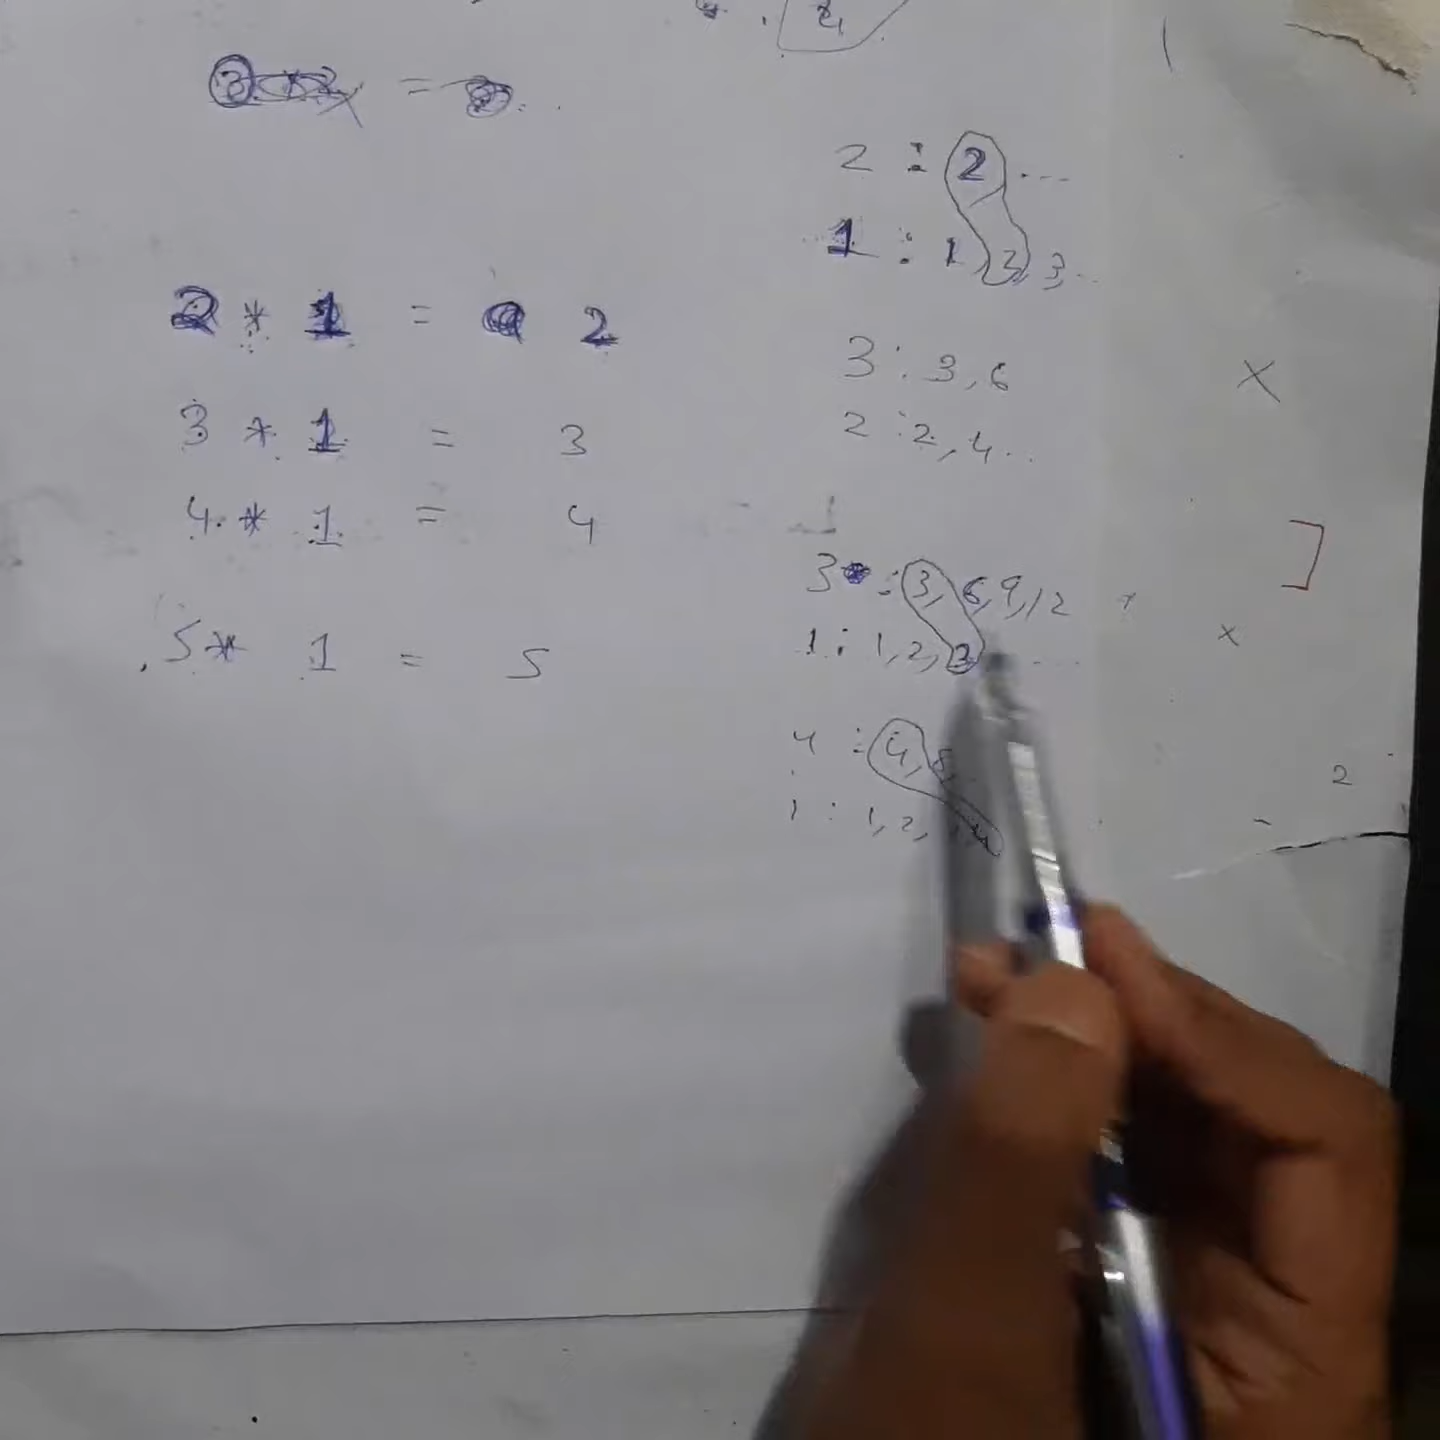 2 * 1 = 2
3 * 1 = 3
4 * 1 = 4
5 * 1 = 5
2 : 2 ...
1 : 1, 2, 3, ..
3 : 3, 6
2 : 2, 4 ..
3 : 3, 6, 9, 12
1 : 1, 2, 3 ....
4 : 4, 8,
1 : 1, 2,
x
]
x
2